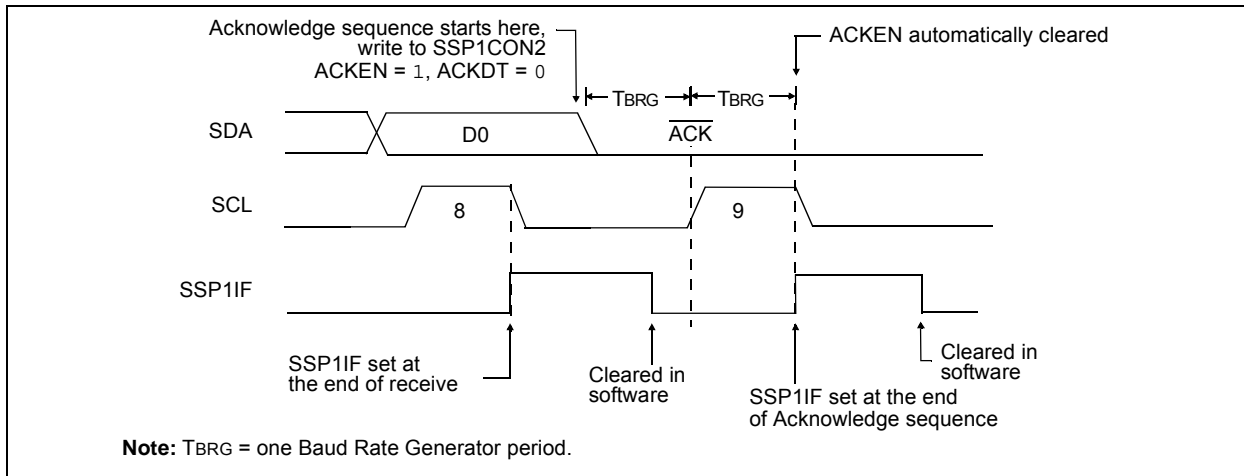 Acknowledge sequence starts here,
write to SSP1CON2
ACKEN = 1, ACKDT = 0
ACKEN automatically cleared
TBRG
TBRG
SDA
D0
ACK
SCL
8
9
SSP1IF
SSP1IF set at
the end of receive
Cleared in
software
SSP1IF set at the end
of Acknowledge sequence
Cleared in
software
Note: TBRG = one Baud Rate Generator period.